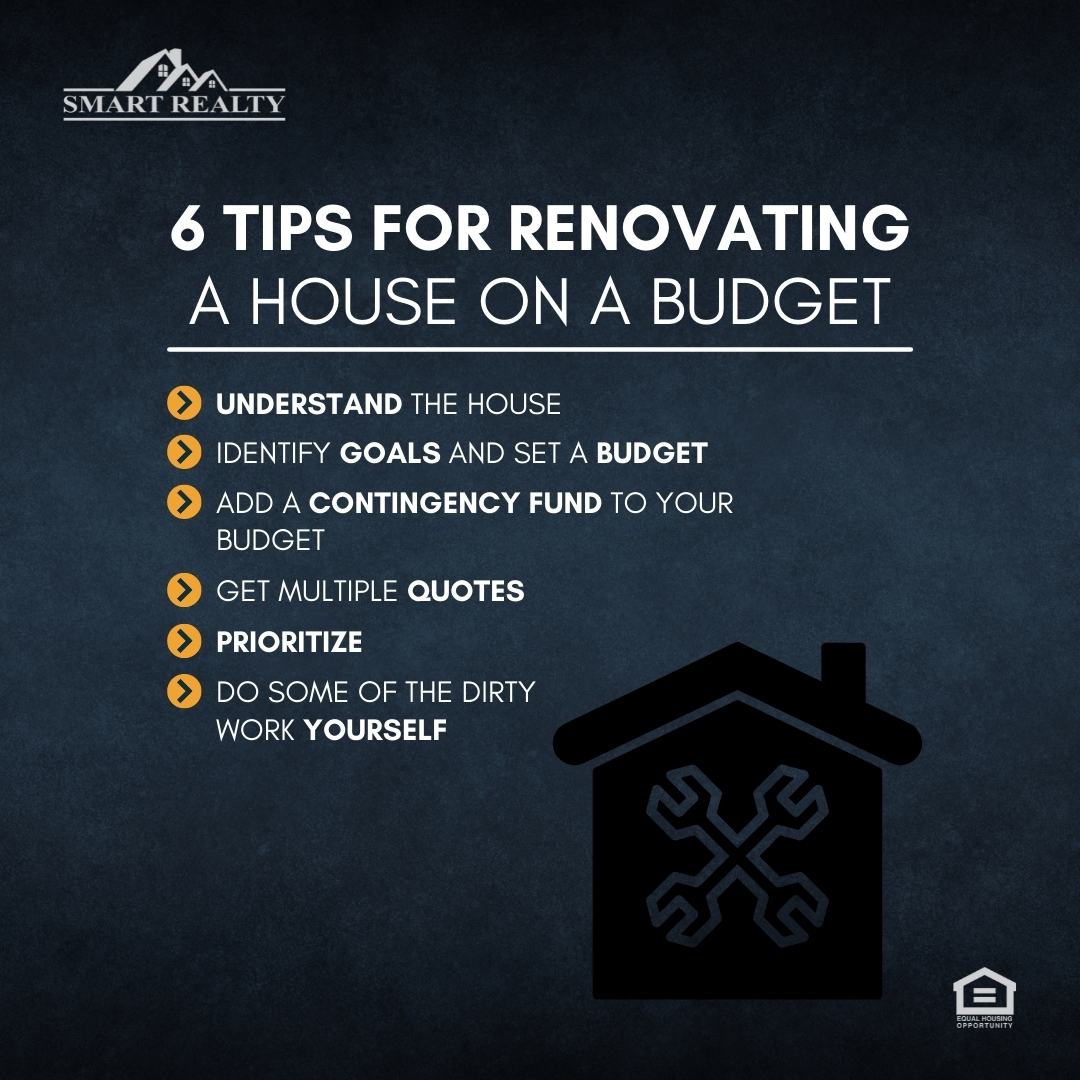 SMART REALTY
6 TIPS FOR RENOVATING
A HOUSE ON A BUDGET
UNDERSTAND THE HOUSE
IDENTIFY GOALS AND SET A BUDGET
ADD A CONTINGENCY FUND TO YOUR
BUDGET
GET MULTIPLE QUOTES
PRIORITIZE
DO SOME OF THE DIRTY
WORK YOURSELF
EQUAL HOUSING
OPPORTUNITY